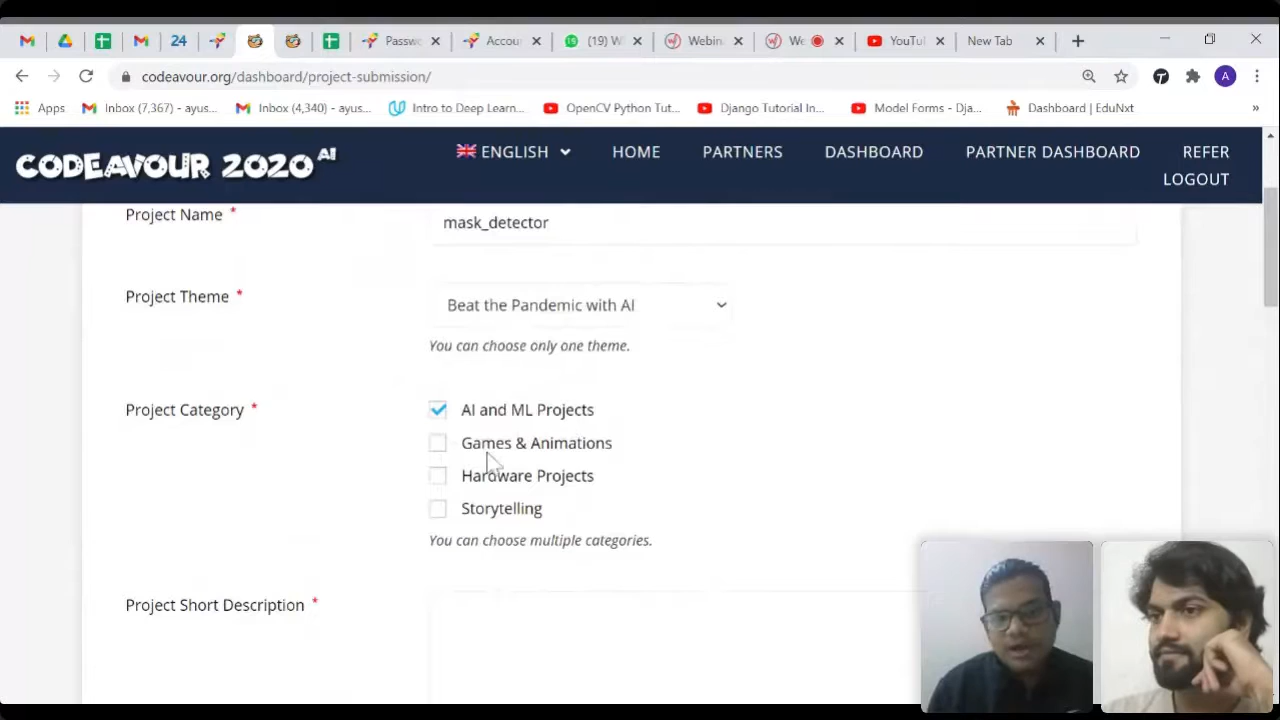 24
Passwo
Accou
(19) W
Webin
We
YouTu
New Tab
codeavour.org/dashboard/project-submission/
A
Apps
Inbox (7,367) - ayus...
Inbox (4,340) - ayus...
Intro to Deep Learn...
OpenCV Python Tut...
Django Tutorial In...
Model Forms - Dja...
Dashboard | EduNxt
»
CODEAVOUR 2020 AI
ENGLISH
HOME
PARTNERS
DASHBOARD
PARTNER DASHBOARD
REFER
LOGOUT
Project Name *
mask_detector
Project Theme *
Beat the Pandemic with AI
You can choose only one theme.
Project Category *
AI and ML Projects
Games & Animations
Hardware Projects
Storytelling
You can choose multiple categories.
Project Short Description *